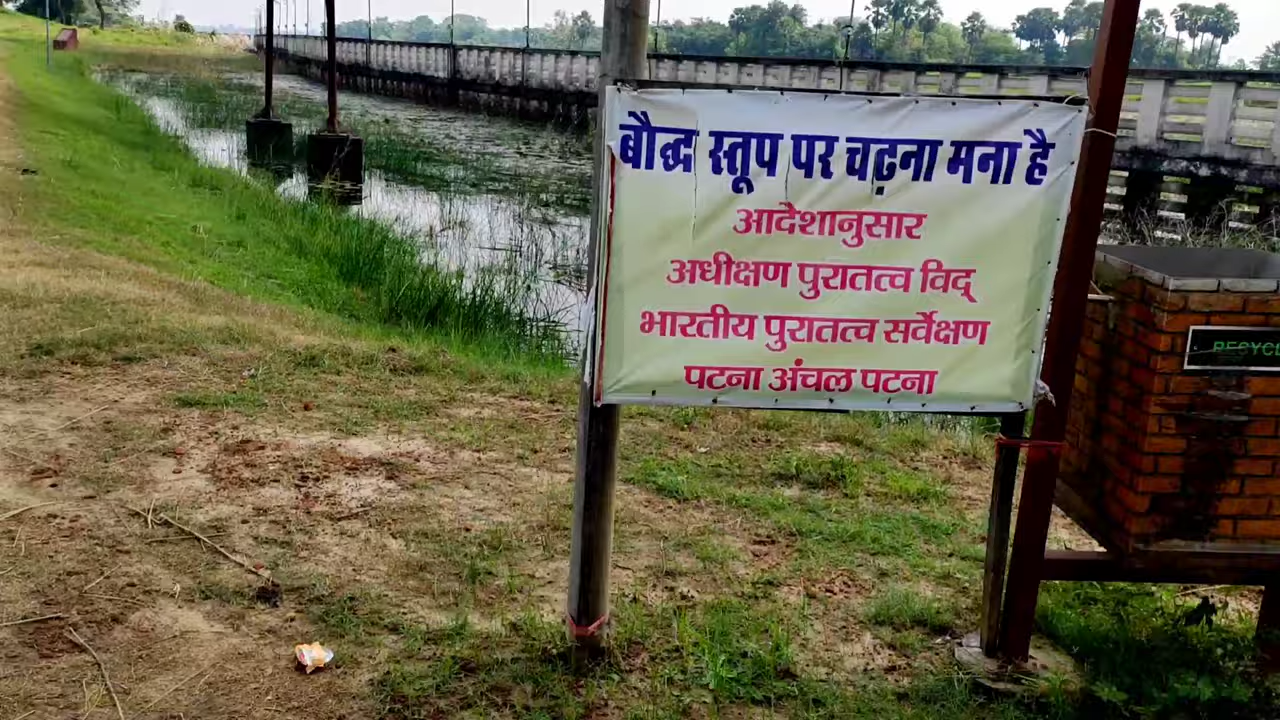 बौद्ध स्तूप पर चढ़ना मना है
आदेशानुसार
अधीक्षण पुरातत्व विद्
भारतीय पुरातत्व सर्वेक्षण
पटना अंचल पटना